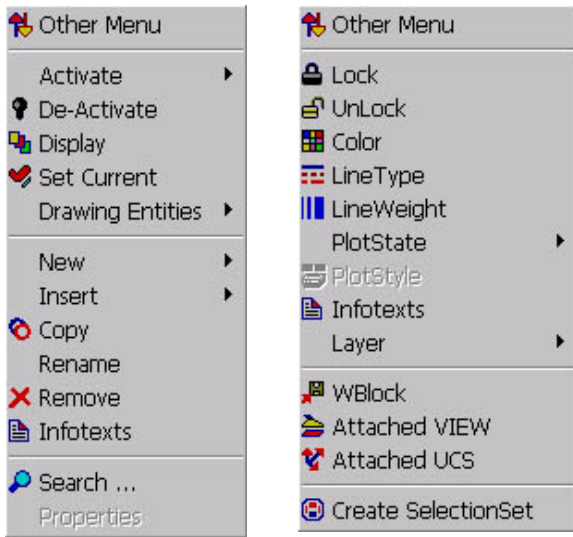 Other Menu
Activate
De-Activate
Display
Set Current
Drawing Entities
New
Insert
Copy
Rename
Remove
Infotexts
Search ...
Properties
Other Menu
Lock
UnLock
Color
LineType
LineWeight
PlotState
PlotStyle
Infotexts
Layer
WBlock
Attached VIEW
Attached UCS
Create SelectionSet